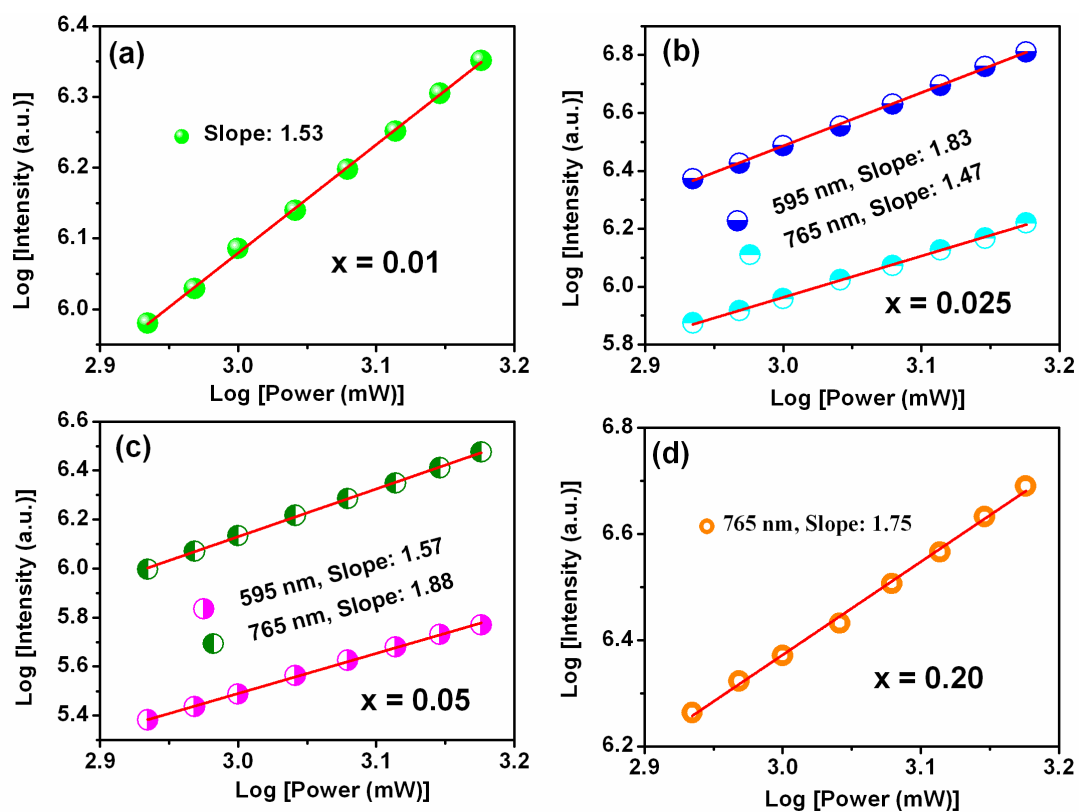 (a)
Log [Intensity (a.u.)]
6.4
6.3
6.2
6.1
6.0
Slope: 1.53
x = 0.01
2.9 3.0 3.1 3.2
Log [Power (mW)]
(b)
Log [Intensity (a.u.)]
6.8
6.6
6.4
6.2
6.0
5.8
595 nm, Slope: 1.83
765 nm, Slope: 1.47
x = 0.025
2.9 3.0 3.1 3.2
Log [Power (mW)]
(c)
Log [Intensity (a.u.)]
6.6
6.4
6.2
6.0
5.8
5.6
5.4
595 nm, Slope: 1.57
765 nm, Slope: 1.88
x = 0.05
2.9 3.0 3.1 3.2
Log [Power (mW)]
(d)
Log [Intensity (a.u.)]
6.8
6.6
6.4
6.2
765 nm, Slope: 1.75
x = 0.20
2.9 3.0 3.1 3.2
Log [Power (mW)]